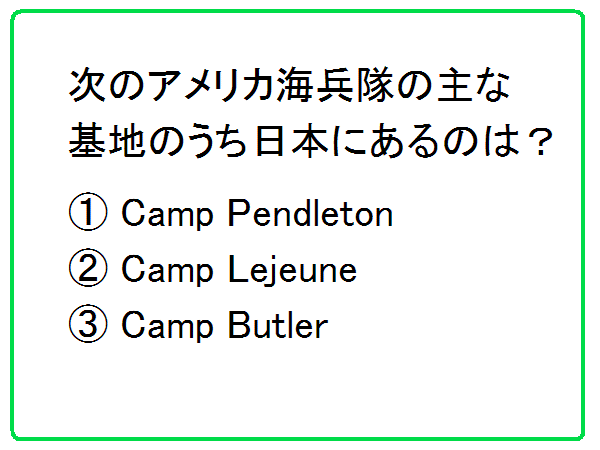 次のアメリカ海兵隊の主な
基地のうち日本にあるのは？
① Camp Pendleton
② Camp Lejeune
③ Camp Butler